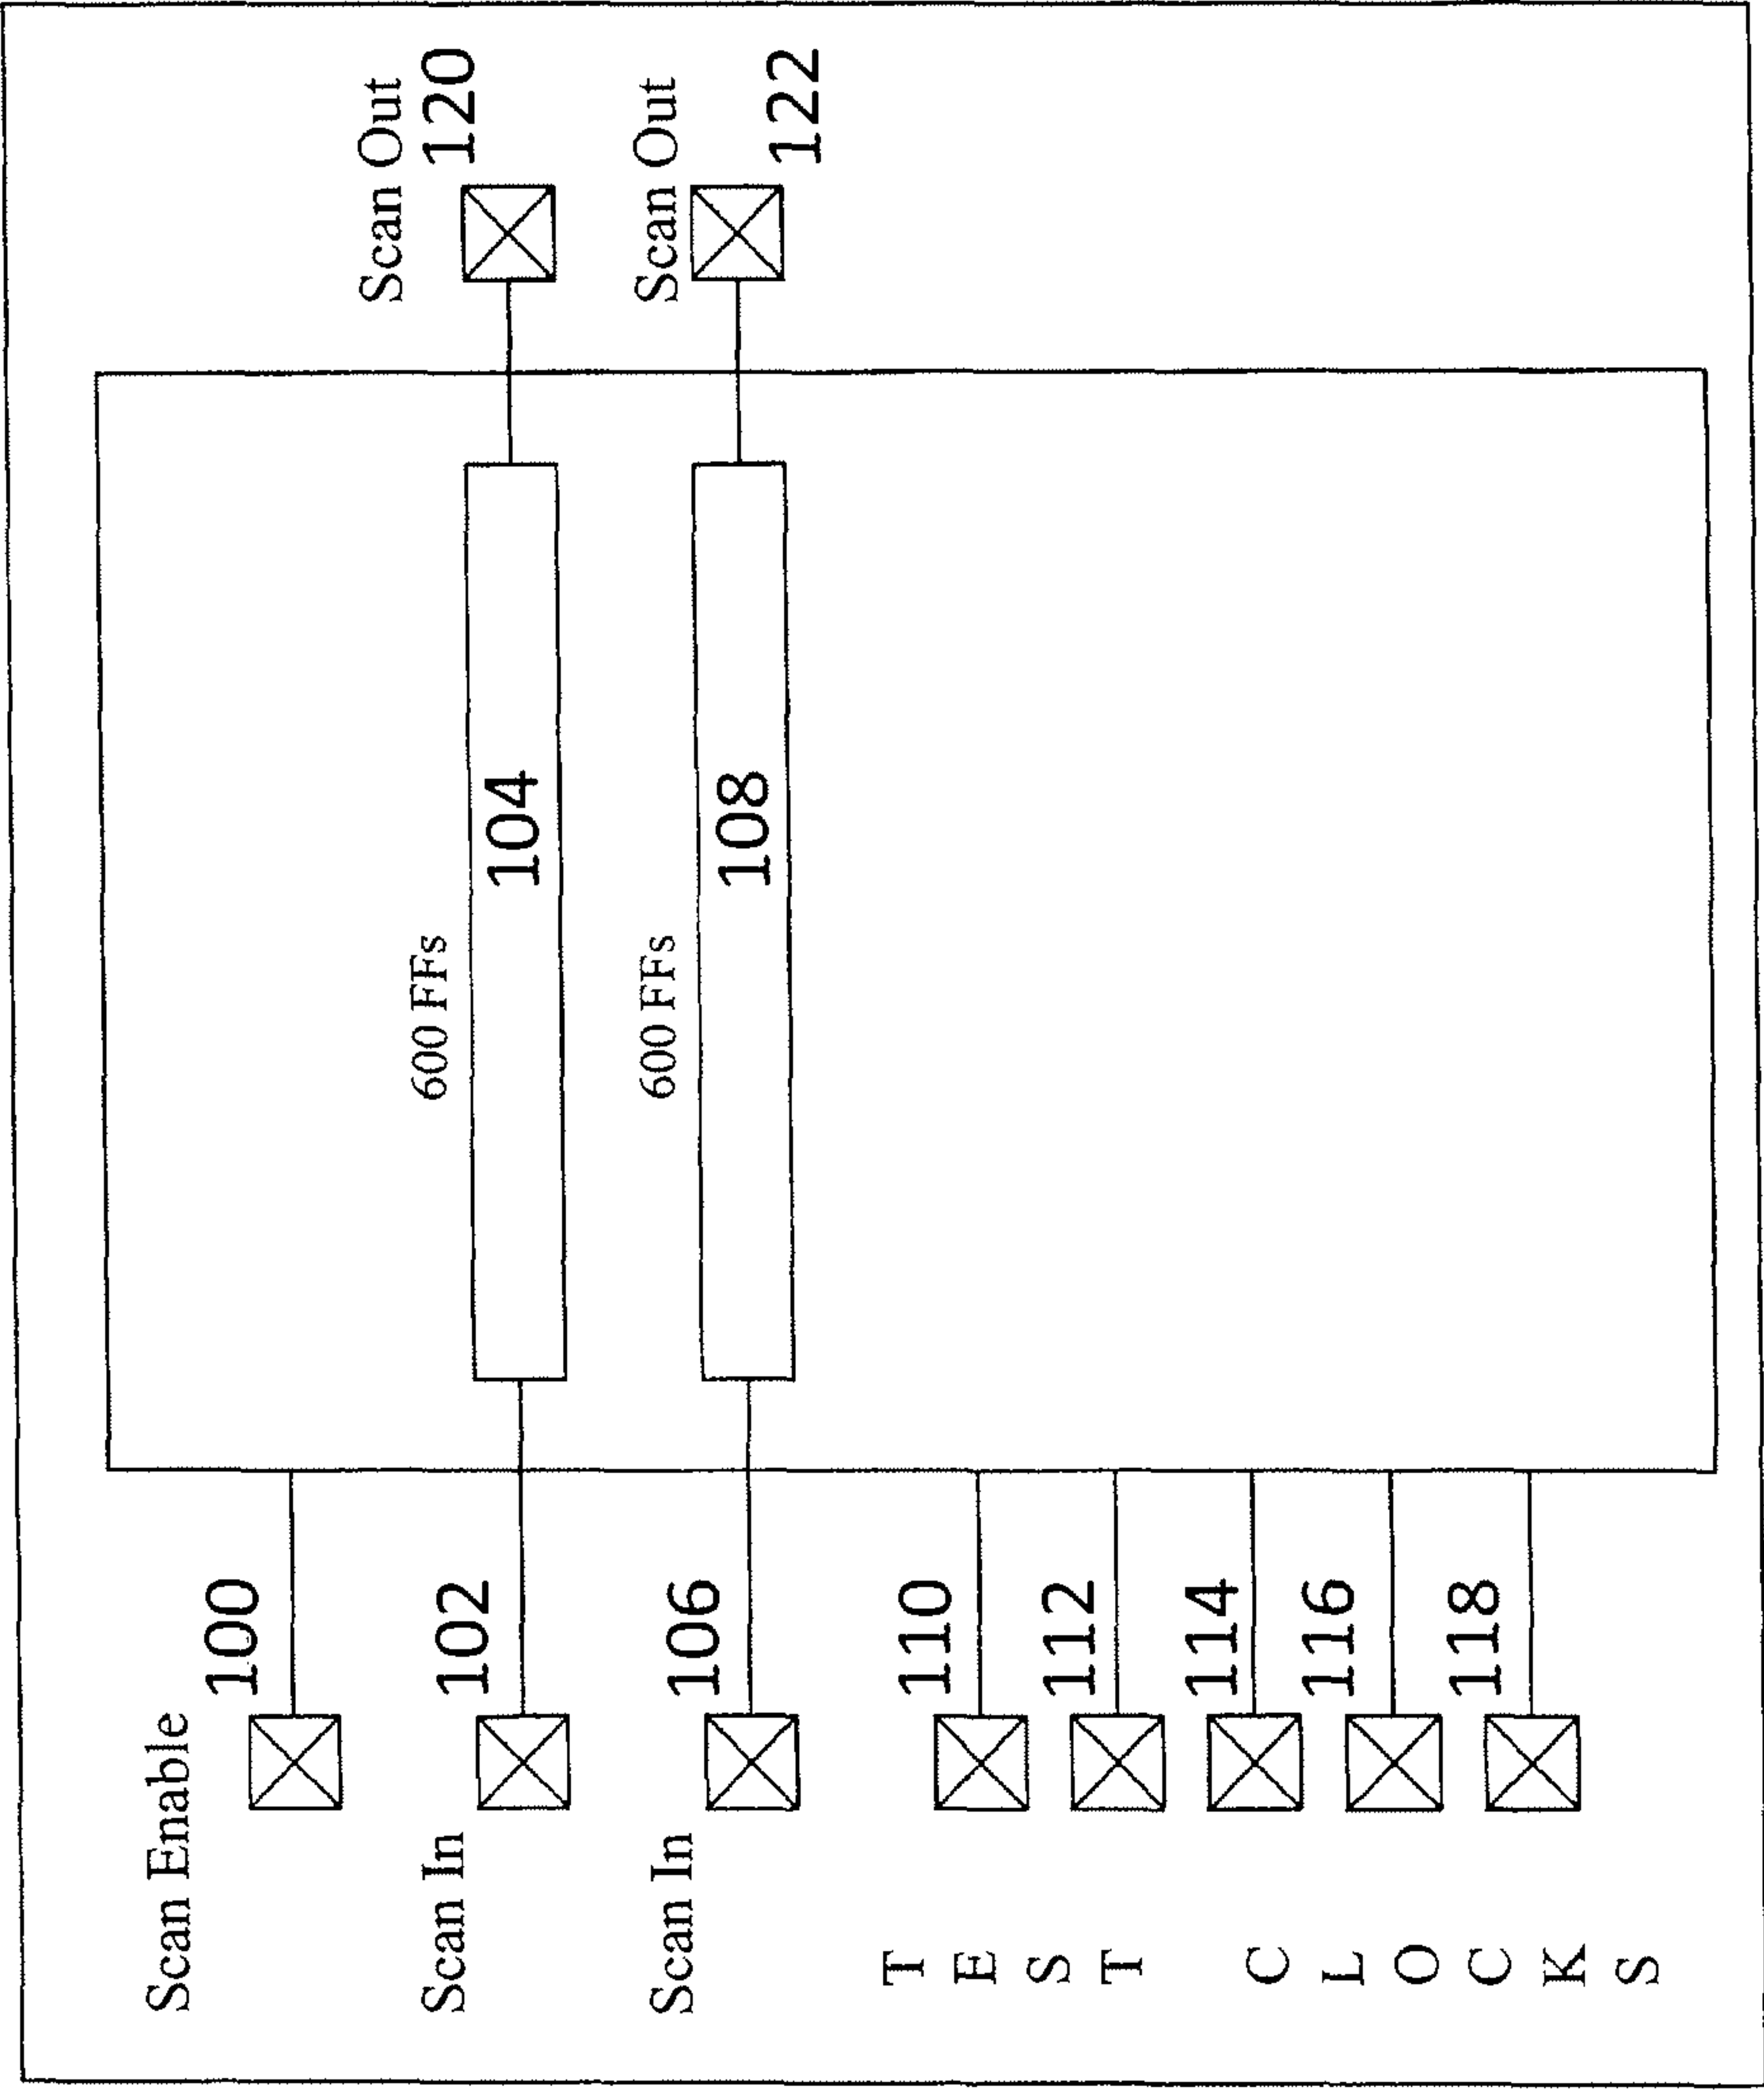 Scan Enable
100
Scan In
102
600 FFs
104
Scan Out
120
Scan In
106
600 FFs
108
Scan Out
122
TEST CLOCKS
110
112
114
116
118